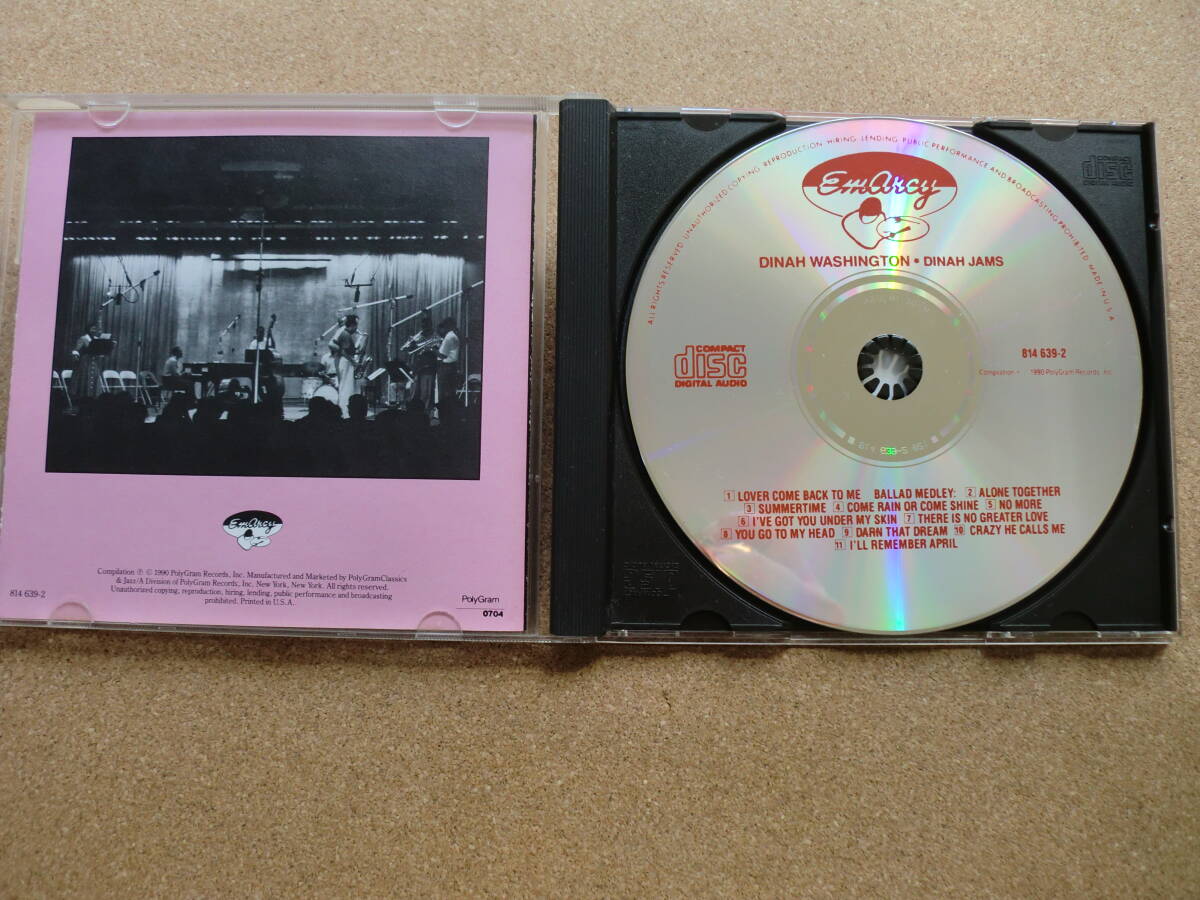 EmArcy
Compilation ℗ © 1990 PolyGram Records, Inc. Manufactured and Marketed by PolyGram Classics
& Jazz/A Division of PolyGram Records, Inc. New York, New York. All rights reserved.
Unauthorized copying, reproduction, hiring, lending, public performance and broadcasting
prohibited. Printed in U.S.A.
814 639-2
PolyGram
0704
ALL RIGHTS RESERVED. UNAUTHORIZED COPYING REPRODUCTION HIRING LENDING PUBLIC PERFORMANCE AND BROADCASTING PROHIBITED. MADE IN U.S.A.
EmArcy
DINAH WASHINGTON • DINAH JAMS
COMPACT
disc
DIGITAL AUDIO
814 639-2
Compilation 1990 PolyGram Records Inc.
1 LOVER COME BACK TO ME BALLAD MEDLEY: 2 ALONE TOGETHER
3 SUMMERTIME 4 COME RAIN OR COME SHINE 5 NO MORE
6 I'VE GOT YOU UNDER MY SKIN 7 THERE IS NO GREATER LOVE
8 YOU GO TO MY HEAD 9 DARN THAT DREAM 10 CRAZY HE CALLS ME
11 I'LL REMEMBER APRIL
COMPACT
disc
DIGITAL AUDIO